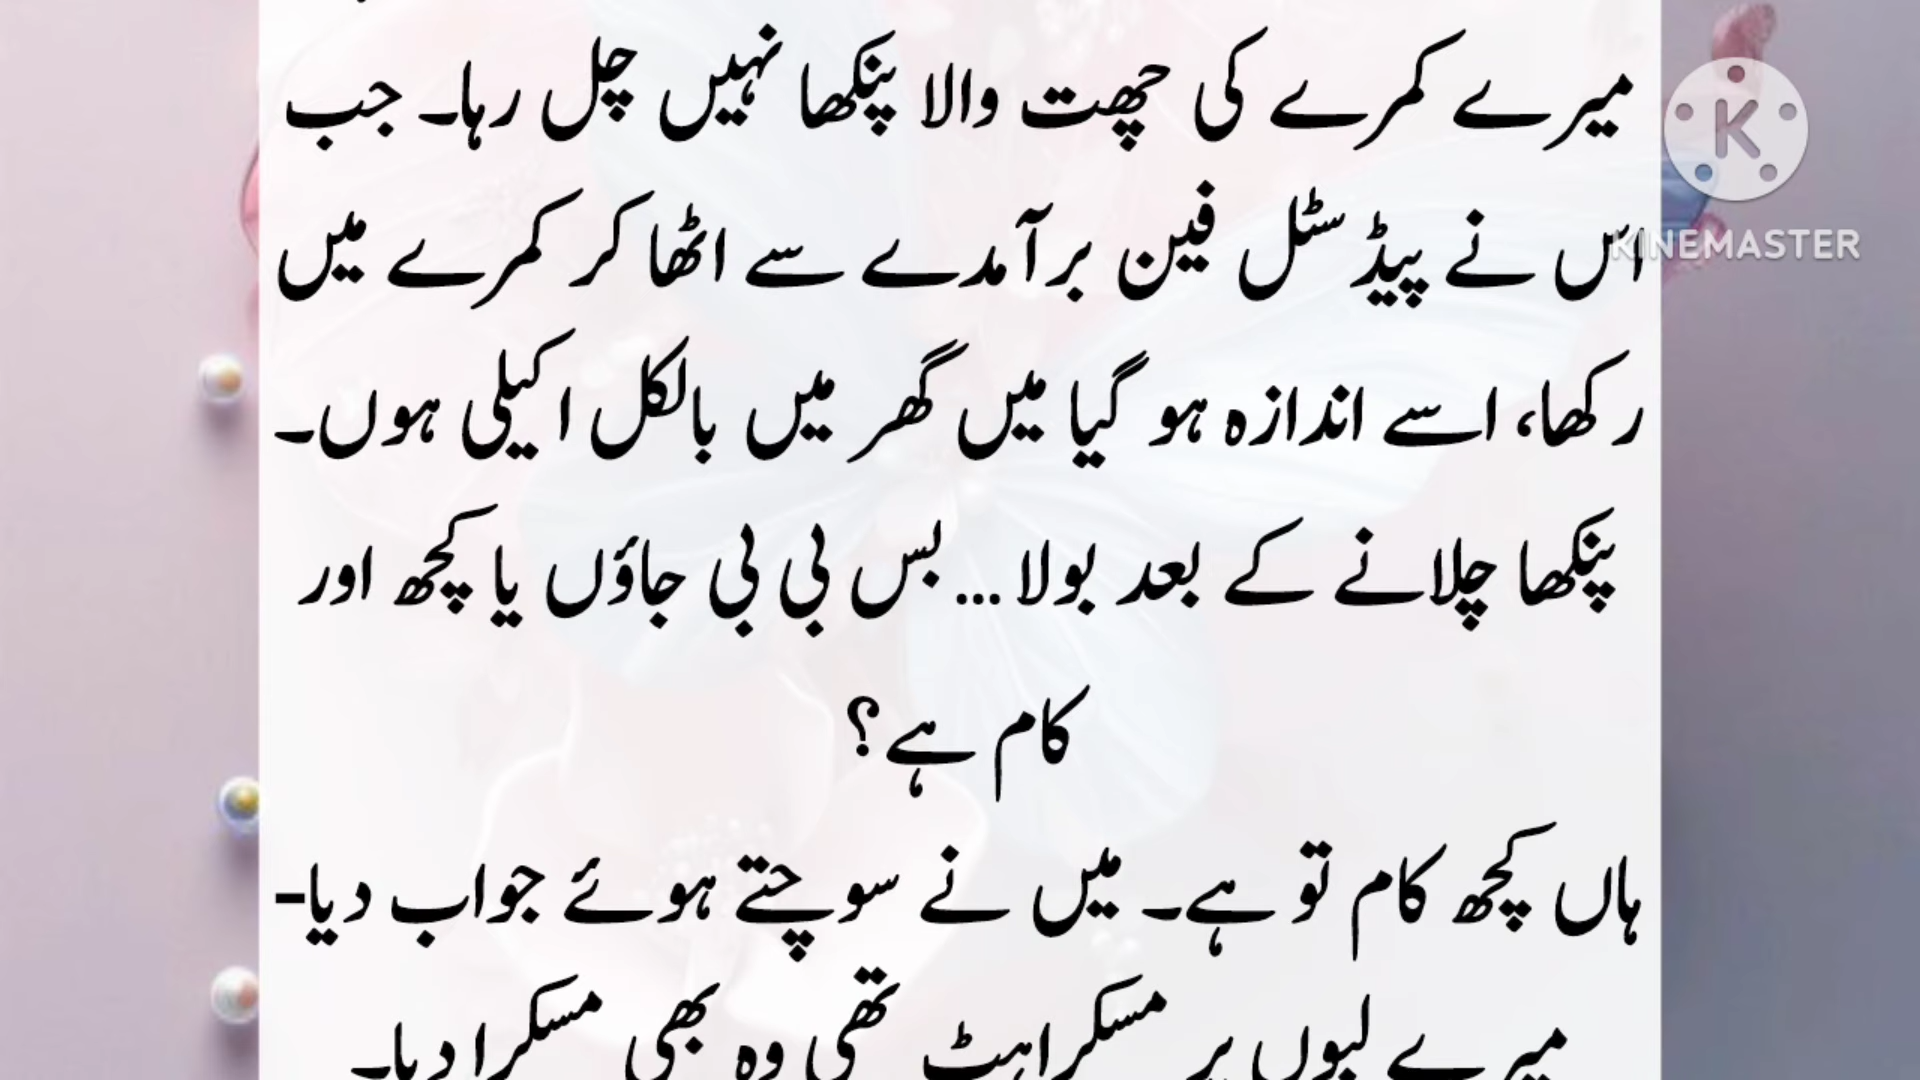 میرے کمرے کی چھت والا پنکھا نہیں چل رہا۔ جب
اس نے پیڈسٹل فین برآمدے سے اٹھا کر کمرے میں
رکھا، اسے اندازہ ہو گیا میں گھر میں بالکل اکیلی ہوں۔
پنکھا چلانے کے بعد بولا ... بس بی بی جاؤں یا کچھ اور
کام ہے؟
ہاں کچھ کام تو ہے۔ میں نے سوچتے ہوئے جواب دیا-
میرے لبوں پر مسکراہٹ تھی وہ بھی مسکرا دیا۔
K
KINEMASTER